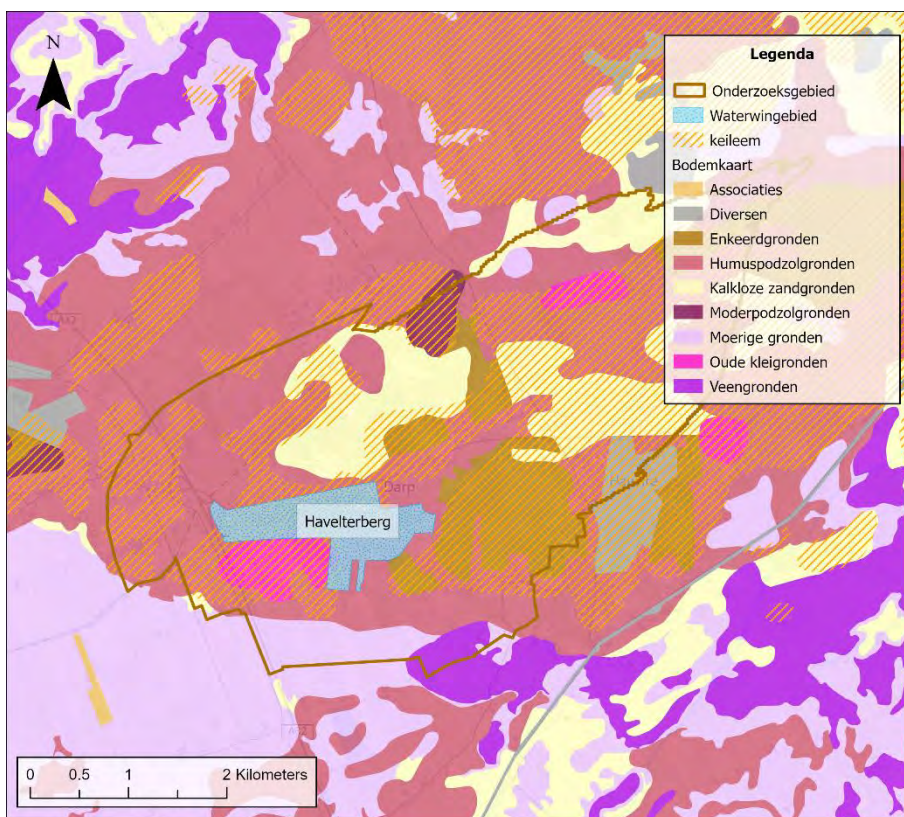 N
Legenda
Onderzoeksgebied
Waterwingebied
keileem
Bodemkaart
Associaties
Diversen
Enkeerdgronden
Humuspodzolgronden
Kalkloze zandgronden
Moderpodzolgronden
Moerige gronden
Oude kleigronden
Veengronden
Darp
Havelterberg
0 0.5 1 2 Kilometers